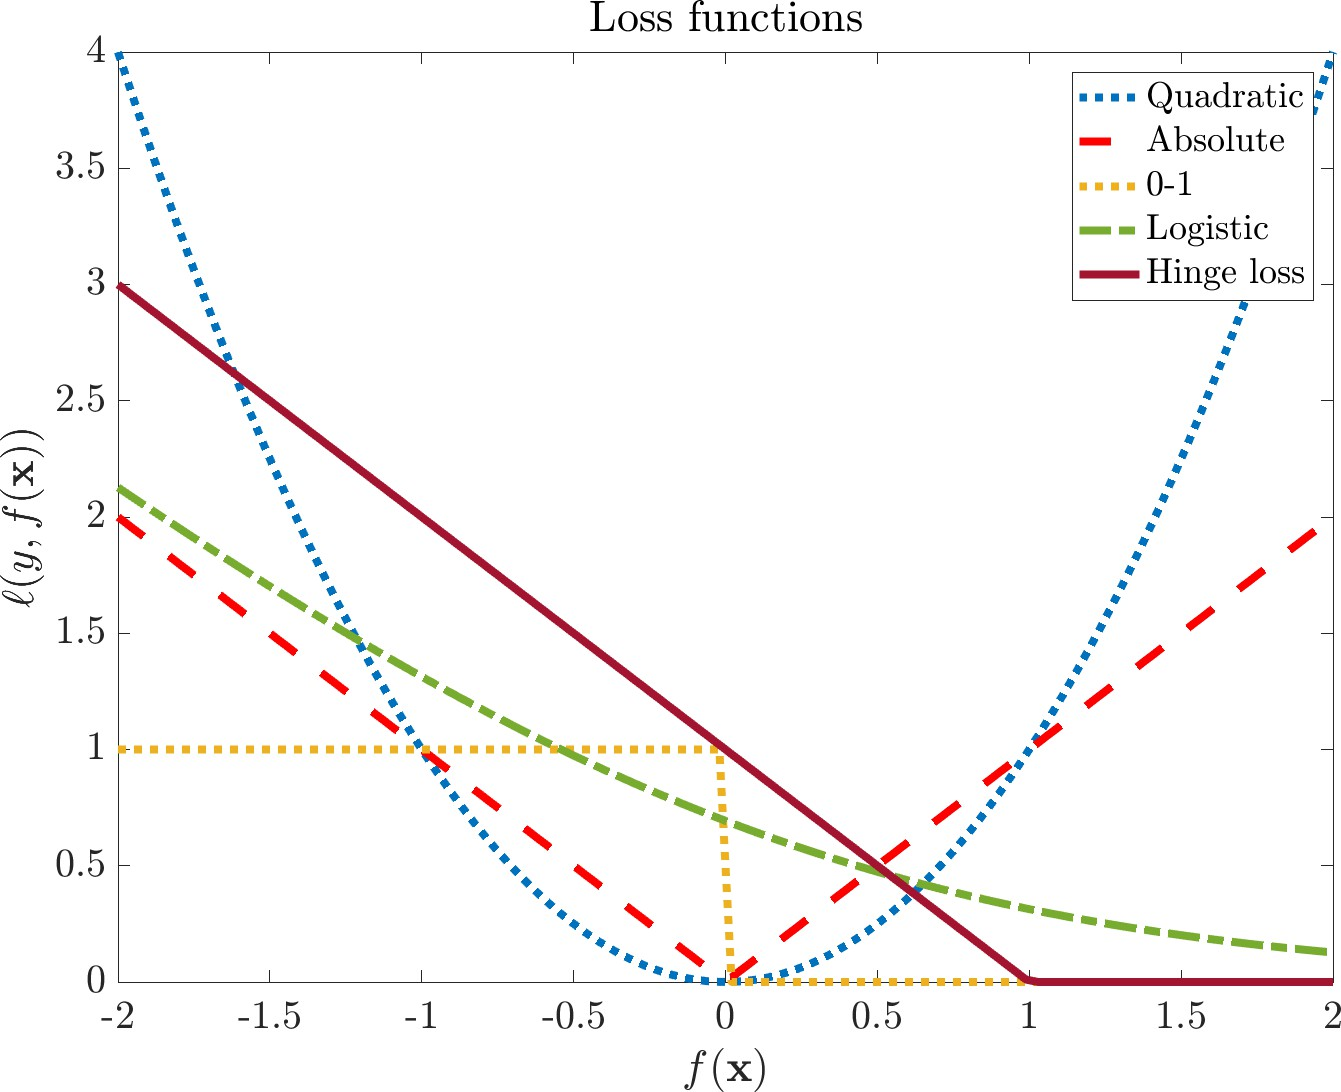 Loss functions
4
3.5
3
2.5
2
1.5
1
0.5
0
-2 -1.5 -1 -0.5 0 0.5 1 1.5 2
f(x)
ℓ(y, f(x))
Quadratic
Absolute
0-1
Logistic
Hinge loss